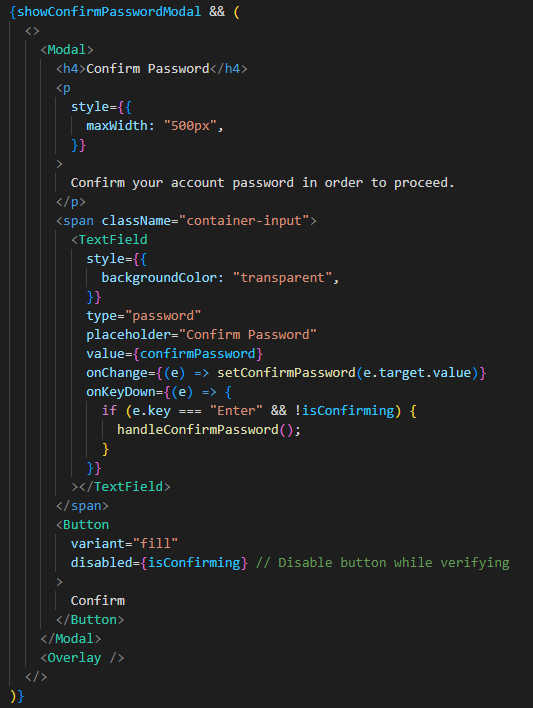 {showConfirmPasswordModal && (
  <>
    <Modal>
      <h4>Confirm Password</h4>
      <p
        style={{
          maxWidth: "500px",
        }}
      >
        Confirm your account password in order to proceed.
      </p>
      <span className="container-input">
        <TextField
          style={{
            backgroundColor: "transparent",
          }}
          type="password"
          placeholder="Confirm Password"
          value={confirmPassword}
          onChange={(e) => setConfirmPassword(e.target.value)}
          onKeyDown={(e) => {
            if (e.key === "Enter" && !isConfirming) {
              handleConfirmPassword();
            }
          }}
        ></TextField>
      </span>
      <Button
        variant="fill"
        disabled={isConfirming} // Disable button while verifying
      >
        Confirm
      </Button>
    </Modal>
    <Overlay />
  </>
)}